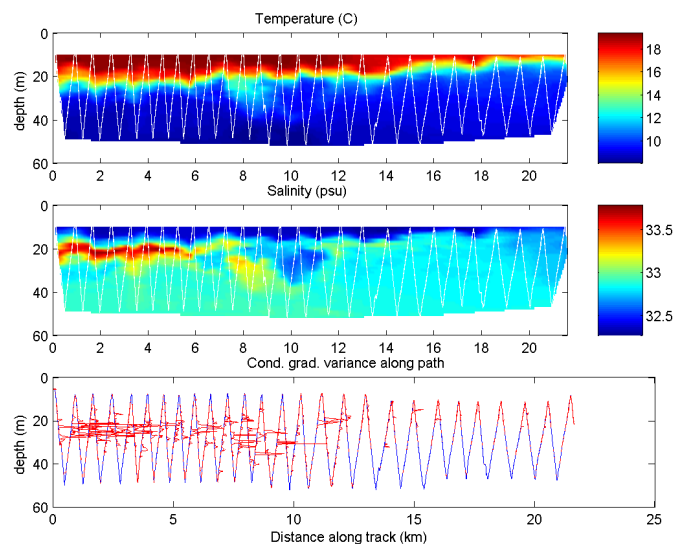 Temperature (C)
0
20
40
60
depth (m)
0 2 4 6 8 10 12 14 16 18 20
18
16
14
12
10
Salinity (psu)
0
20
40
60
depth (m)
0 2 4 6 8 10 12 14 16 18 20
33.5
33
32.5
Cond. grad. variance along path
0
20
40
60
depth (m)
0 5 10 15 20 25
Distance along track (km)